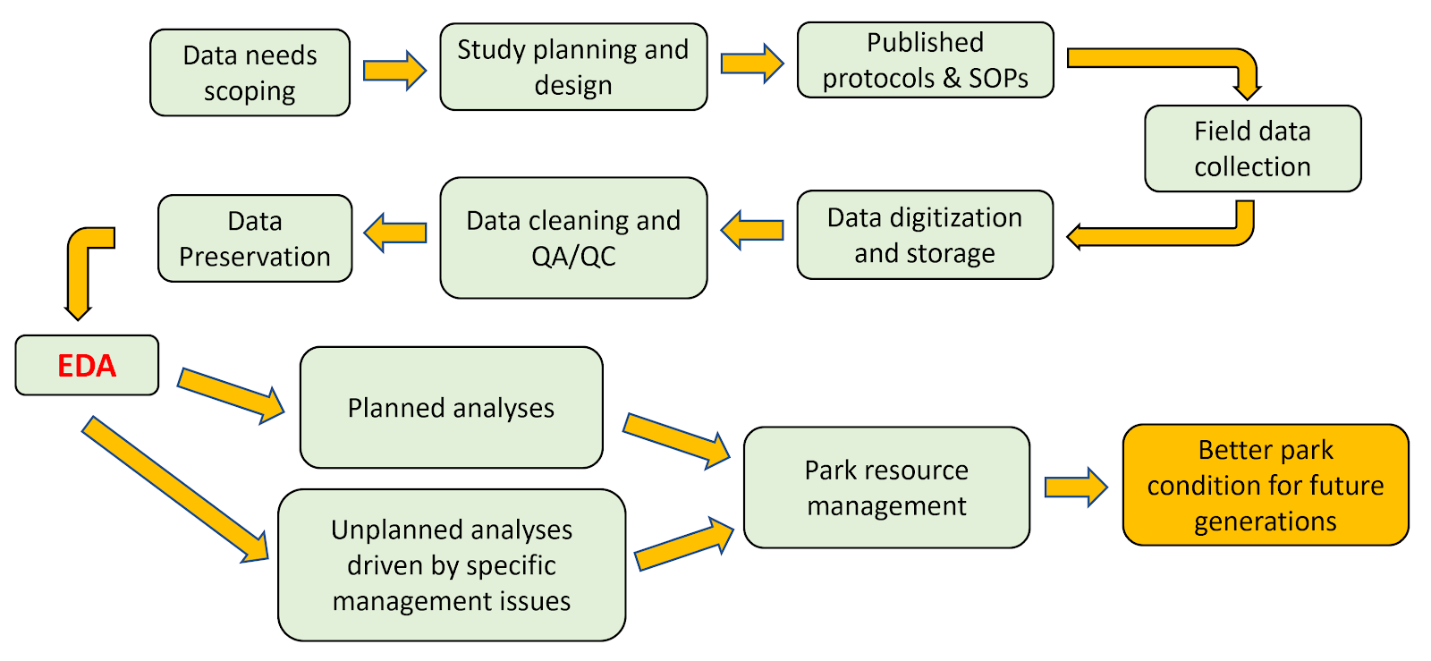 Data needs
scoping
Study planning and
design
Published
protocols & SOPs
Field data
collection
Data digitization
and storage
Data cleaning and
QA/QC
Data
Preservation
EDA
Planned analyses
Unplanned analyses
driven by specific
management issues
Park resource
management
Better park
condition for future
generations